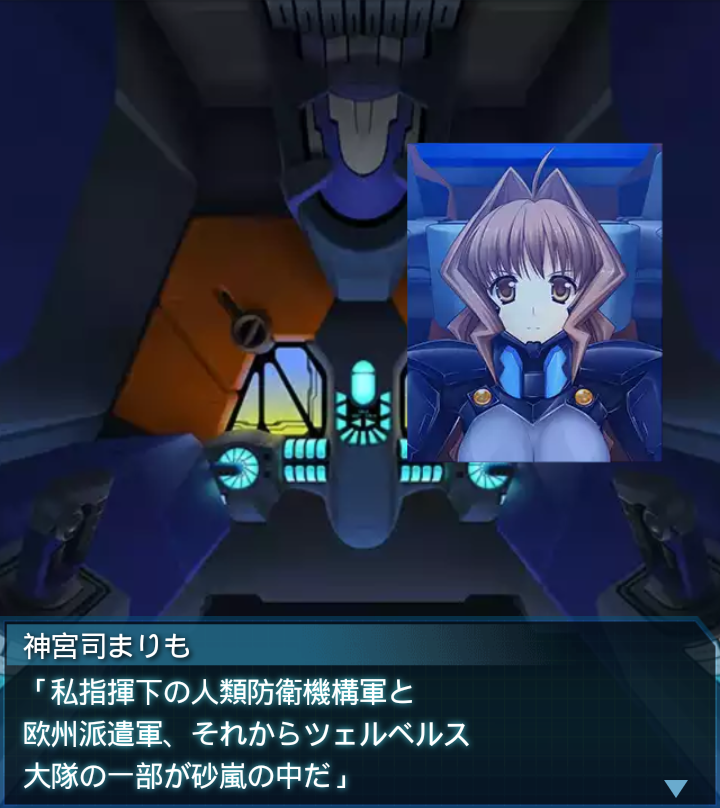 神宮司まりも
「私指揮下の人類防衛機構軍と
欧州派遣軍、それからツェルベルス
大隊の一部が砂嵐の中だ」